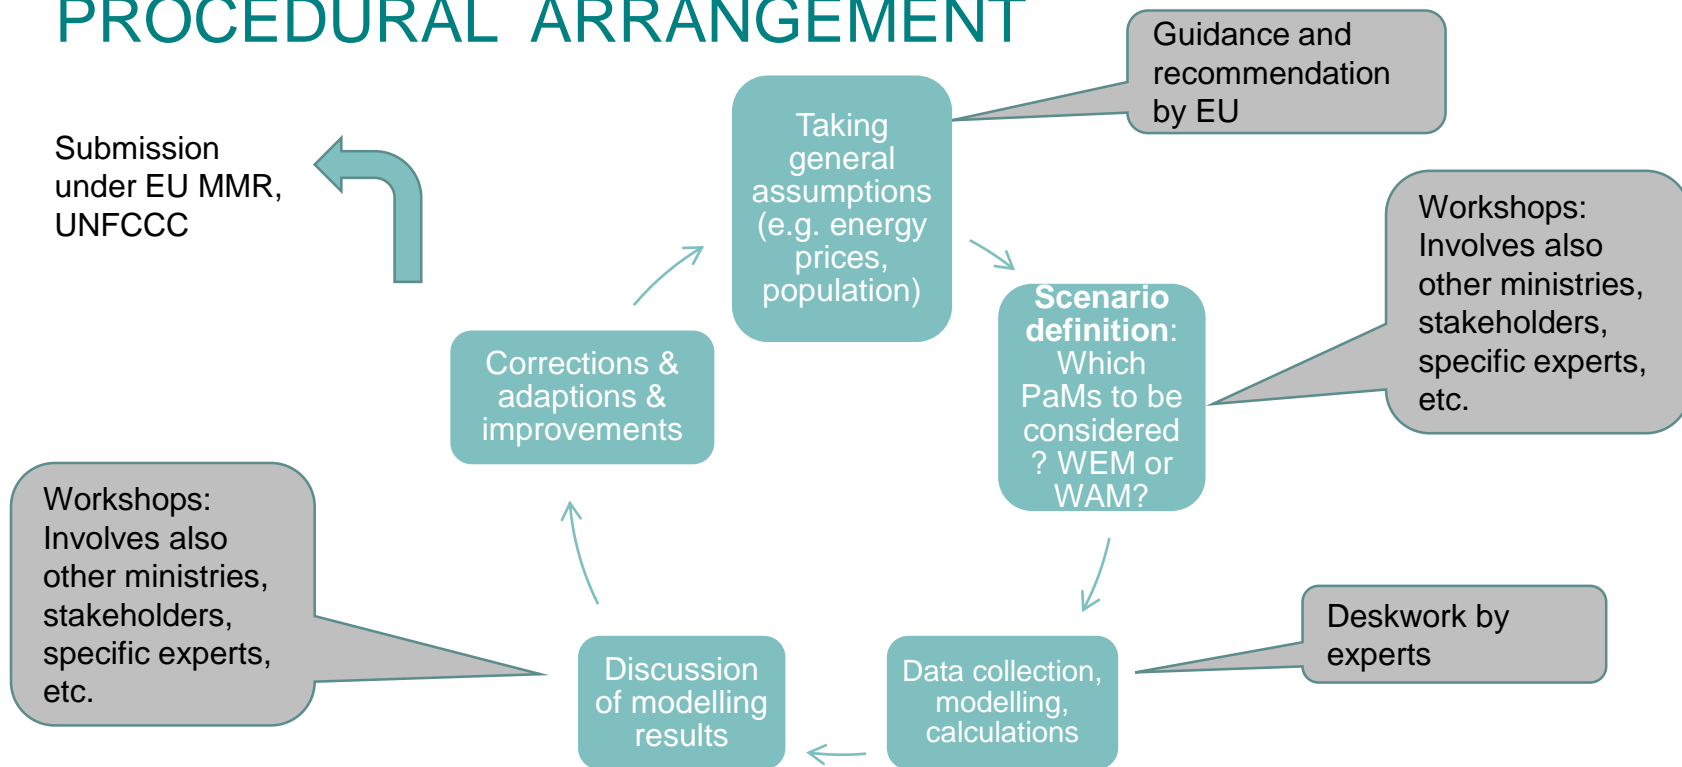 PROCEDURAL ARRANGEMENT
Guidance and
recommendation
by EU
Submission
under EU MMR,
UNFCCC
Taking
general
assumptions
(e.g. energy
prices,
population)
Workshops:
Involves also
other ministries,
stakeholders,
specific experts,
etc.
Scenario
definition:
Which
PaMs to be
considered
? WEM or
WAM?
Corrections &
adaptions &
improvements
Workshops:
Involves also
other ministries,
stakeholders,
specific experts,
etc.
Deskwork by
experts
Discussion
of modelling
results
Data collection,
modelling,
calculations